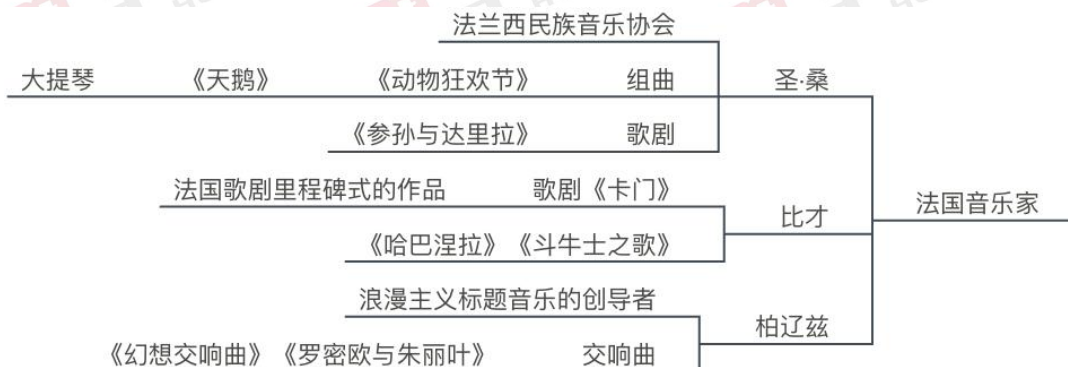 法兰西民族音乐协会
大提琴 《天鹅》 《动物狂欢节》 组曲 圣·桑
《参孙与达里拉》 歌剧
法国歌剧里程碑式的作品 歌剧《卡门》
法国音乐家
比才
《哈巴涅拉》《斗牛士之歌》
浪漫主义标题音乐的创导者
柏辽兹
《幻想交响曲》《罗密欧与朱丽叶》 交响曲